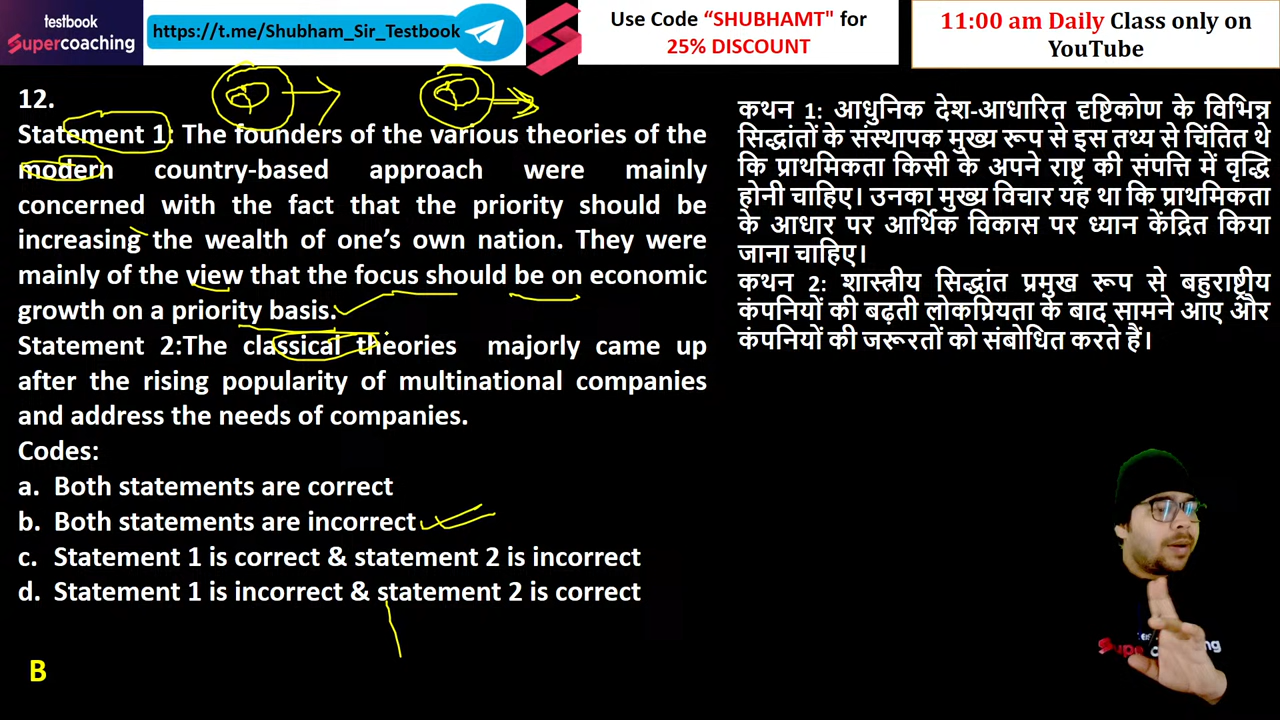 testbook
Supercoaching
https://t.me/Shubham_Sir_Testbook
Use Code “SHUBHAMT" for
25% DISCOUNT
11:00 am Daily Class only on
YouTube
12.
Statement 1: The founders of the various theories of the
modern country-based approach were mainly
concerned with the fact that the priority should be
increasing the wealth of one’s own nation. They were
mainly of the view that the focus should be on economic
growth on a priority basis.
Statement 2:The classical theories majorly came up
after the rising popularity of multinational companies
and address the needs of companies.
Codes:
a. Both statements are correct
b. Both statements are incorrect
c. Statement 1 is correct & statement 2 is incorrect
d. Statement 1 is incorrect & statement 2 is correct
B
कथन 1: आधुनिक देश-आधारित दृष्टिकोण के विभिन्न
सिद्धांतों के संस्थापक मुख्य रूप से इस तथ्य से चिंतित थे
कि प्राथमिकता किसी के अपने राष्ट्र की संपत्ति में वृद्धि
होनी चाहिए। उनका मुख्य विचार यह था कि प्राथमिकता
के आधार पर आर्थिक विकास पर ध्यान केंद्रित किया
जाना चाहिए।
कथन 2: शास्त्रीय सिद्धांत प्रमुख रूप से बहुराष्ट्रीय
कंपनियों की बढ़ती लोकप्रियता के बाद सामने आए और
कंपनियों की जरूरतों को संबोधित करते हैं।